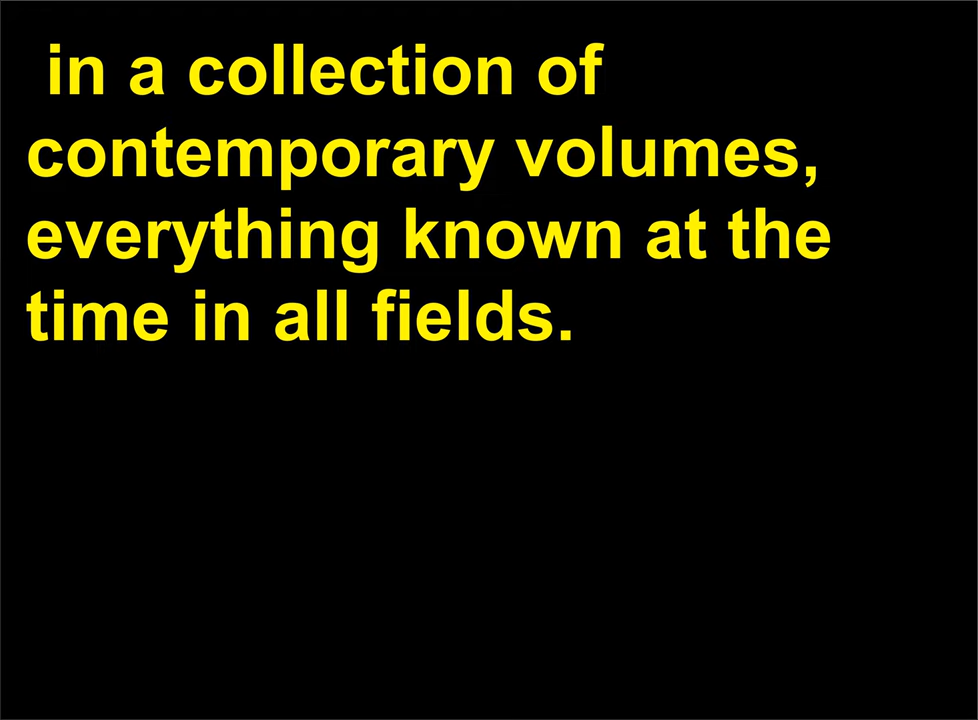 in a collection of
contemporary volumes,
everything known at the
time in all fields.